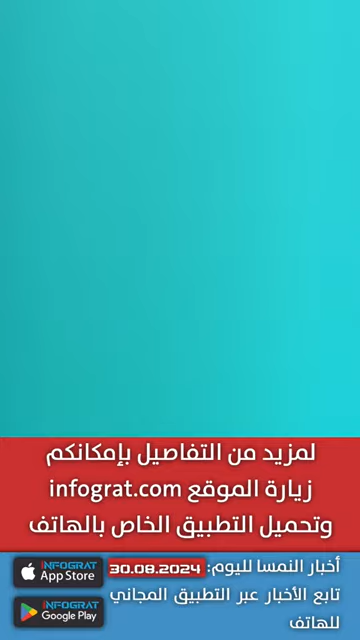 لمزيد من التفاصيل بإمكانكم
زيارة الموقع infograt.com
وتحميل التطبيق الخاص بالهاتف
أخبار النمسا لليوم: 30.08.2024
تابع الأخبار عبر التطبيق المجاني
للهاتف
INFOGRAT
App Store
INFOGRAT
Google Play